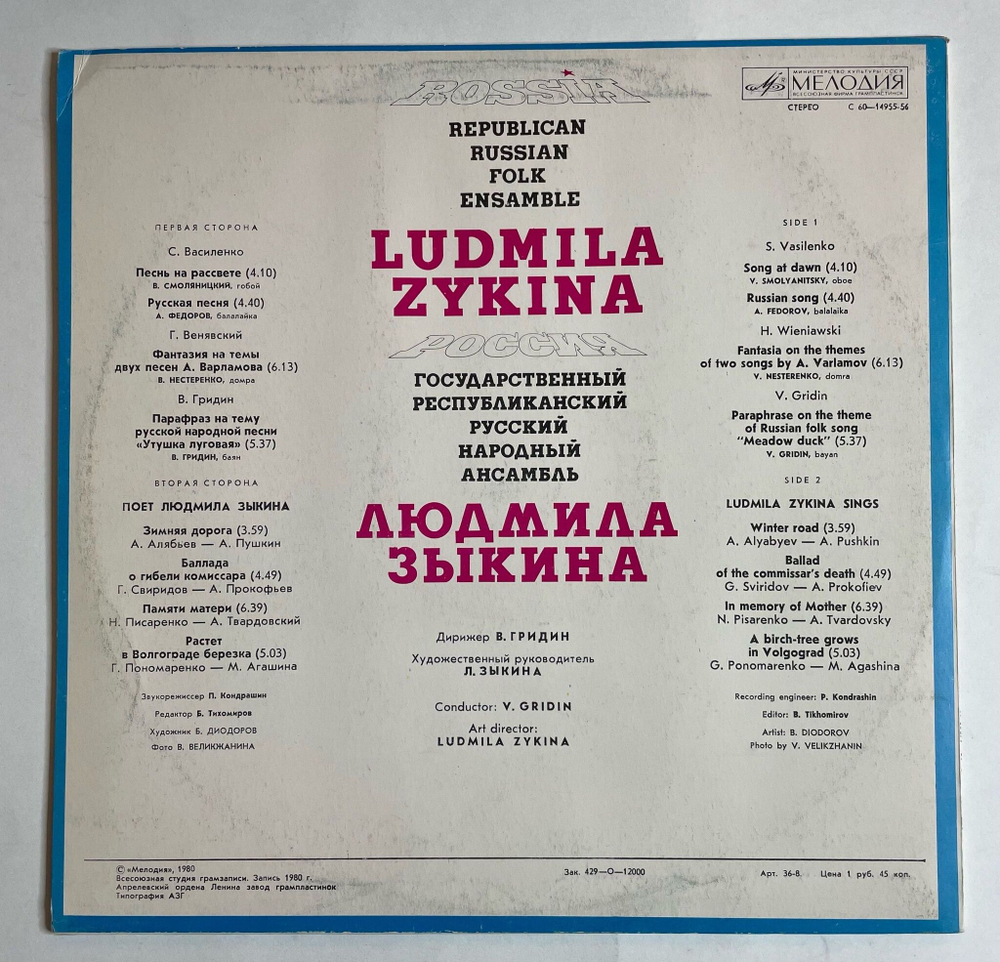 ROSSIA
REPUBLICAN
RUSSIAN
FOLK
ENSAMBLE
LUDMILA
ZYKINA
РОССИЯ
ГОСУДАРСТВЕННЫЙ
РЕСПУБЛИКАНСКИЙ
РУССКИЙ
НАРОДНЫЙ
АНСАМБЛЬ
ЛЮДМИЛА
ЗЫКИНА
Дирижер В. ГРИДИН
Художественный руководитель
Л. ЗЫКИНА
Conductor: V. GRIDIN
Art director:
LUDMILA ZYKINA
МИНИСТЕРСТВО КУЛЬТУРЫ СССР
МЕЛОДИЯ
ВСЕСОЮЗНАЯ ФИРМА ГРАМПЛАСТИНОК
СТЕРЕО С 60—14955-56
ПЕРВАЯ СТОРОНА
С. Василенко
Песнь на рассвете (4.10)
В. СМОЛЯНИЦКИЙ, гобой
Русская песня (4.40)
А. ФЕДОРОВ, балалайка
Г. Венявский
Фантазия на темы
двух песен А. Варламова (6.13)
В. НЕСТЕРЕНКО, домра
В. Гридин
Парафраз на тему
русской народной песни
«Утушка луговая» (5.37)
В. ГРИДИН, баян
ВТОРАЯ СТОРОНА
ПОЕТ ЛЮДМИЛА ЗЫКИНА
Зимняя дорога (3.59)
А. Алябьев — А. Пушкин
Баллада
о гибели комиссара (4.49)
Г. Свиридов — А. Прокофьев
Памяти матери (6.39)
Н. Писаренко — А. Твардовский
Растет
в Волгограде березка (5.03)
Г. Пономаренко — М. Агашина
Звукорежиссер П. Кондрашин
Редактор Б. Тихомиров
Художник Б. ДИОДОРОВ
Фото В. ВЕЛИКЖАНИНА
SIDE 1
S. Vasilenko
Song at dawn (4.10)
V. SMOLYANITSKY, oboe
Russian song (4.40)
A. FEDOROV, balalaika
H. Wieniawski
Fantasia on the themes
of two songs by A. Varlamov (6.13)
V. NESTERENKO, domra
V. Gridin
Paraphrase on the theme
of Russian folk song
“Meadow duck” (5.37)
V. GRIDIN, bayan
SIDE 2
LUDMILA ZYKINA SINGS
Winter road (3.59)
A. Alyabyev — A. Pushkin
Ballad
of the commissar's death (4.49)
G. Sviridov — A. Prokofiev
In memory of Mother (6.39)
N. Pisarenko — A. Tvardovsky
A birch-tree grows
in Volgograd (5.03)
G. Ponomarenko — M. Agashina
Recording engineer: P. Kondrashin
Editor: B. Tikhomirov
Artist: B. DIODOROV
Photo by V. VELIKZHANIN
© «Мелодия», 1980
Всесоюзная студия грамзаписи. Запись 1980 г.
Апрелевский ордена Ленина завод грампластинок
Типография АЗГ
Зак. 429—О—12000
Арт. 36-8. Цена 1 руб. 45 коп.